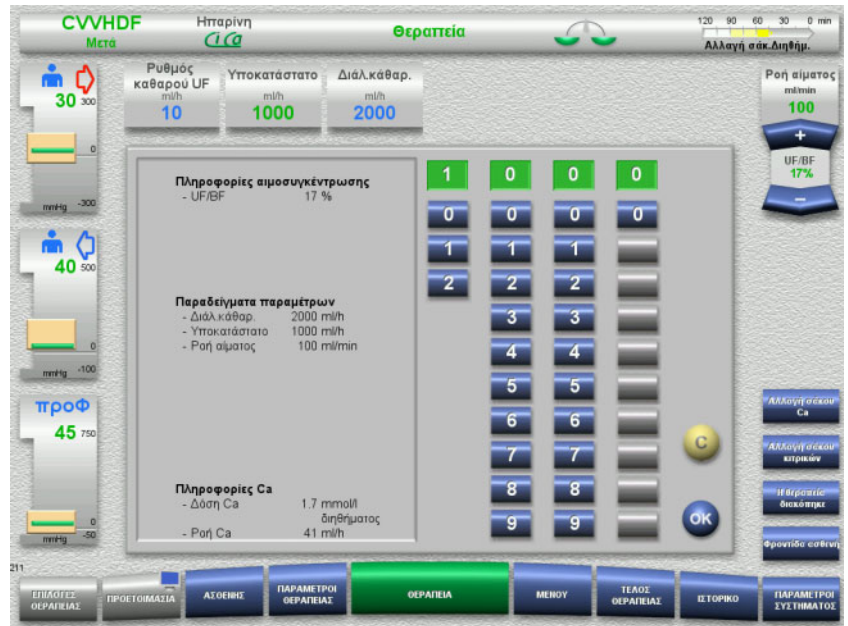 CVVHDF
Μετά
Ηπαρίνη
CiCa
Θεραπεία
120 90 60 30 0 min
Αλλαγή σάκ.Διηθήμ.
30 300
0
mmHg -300
Ρυθμός
καθαρού UF
ml/h
10
Υποκατάστατο
ml/h
1000
Διάλ.κάθαρ.
ml/h
2000
Ροή αίματος
ml/min
100
+
UF/BF
17%
−
40 500
0
mmHg -100
προΦ
45 750
0
mmHg -50
Πληροφορίες αιμοσυγκέντρωσης
- UF/BF 17 %
Παραδείγματα παραμέτρων
- Διάλ.κάθαρ. 2000 ml/h
- Υποκατάστατο 1000 ml/h
- Ροή αίματος 100 ml/min
Πληροφορίες Ca
- Δόση Ca 1.7 mmol/l
διηθήματος
- Ροή Ca 41 ml/h
1 0 0 0
0 0 0 0
1 1 1
2 2 2
3 3
4 4
5 5
6 6
7 7
8 8
9 9
C
OK
Αλλαγή σάκου
Ca
Αλλαγή σάκου
κιτρικών
Η θεραπεία
διακόπηκε
Φροντίδα ασθενή
211
ΕΠΙΛΟΓΕΣ
ΘΕΡΑΠΕΙΑΣ
ΠΡΟΕΤΟΙΜΑΣΙΑ
ΑΣΘΕΝΗΣ
ΠΑΡΑΜΕΤΡΟΙ
ΘΕΡΑΠΕΙΑΣ
ΘΕΡΑΠΕΙΑ
ΜΕΝΟΥ
ΤΕΛΟΣ
ΘΕΡΑΠΕΙΑΣ
ΙΣΤΟΡΙΚΟ
ΠΑΡΑΜΕΤΡΟΙ
ΣΥΣΤΗΜΑΤΟΣ